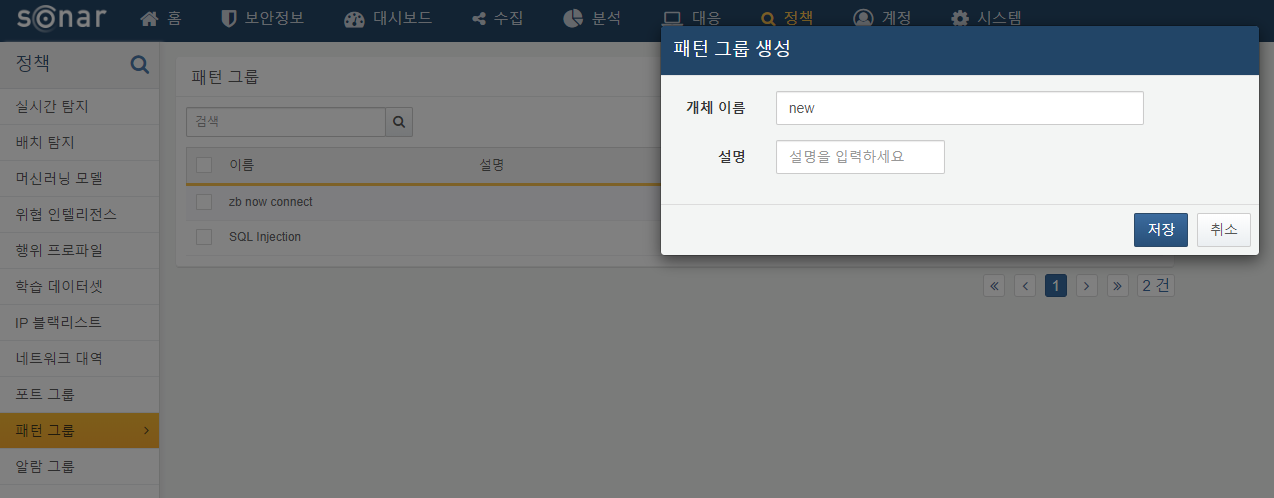 sonar 홈 보안정보 대시보드 수집 분석 대응 정책 계정 시스템
정책
실시간 탐지
배치 탐지
머신러닝 모델
위협 인텔리전스
행위 프로파일
학습 데이터셋
IP 블랙리스트
네트워크 대역
포트 그룹
패턴 그룹
알람 그룹
패턴 그룹
검색
이름 설명
zb now connect
SQL Injection
« < 1 > » 2 건
패턴 그룹 생성
개체 이름 new
설명 설명을 입력하세요
저장 취소